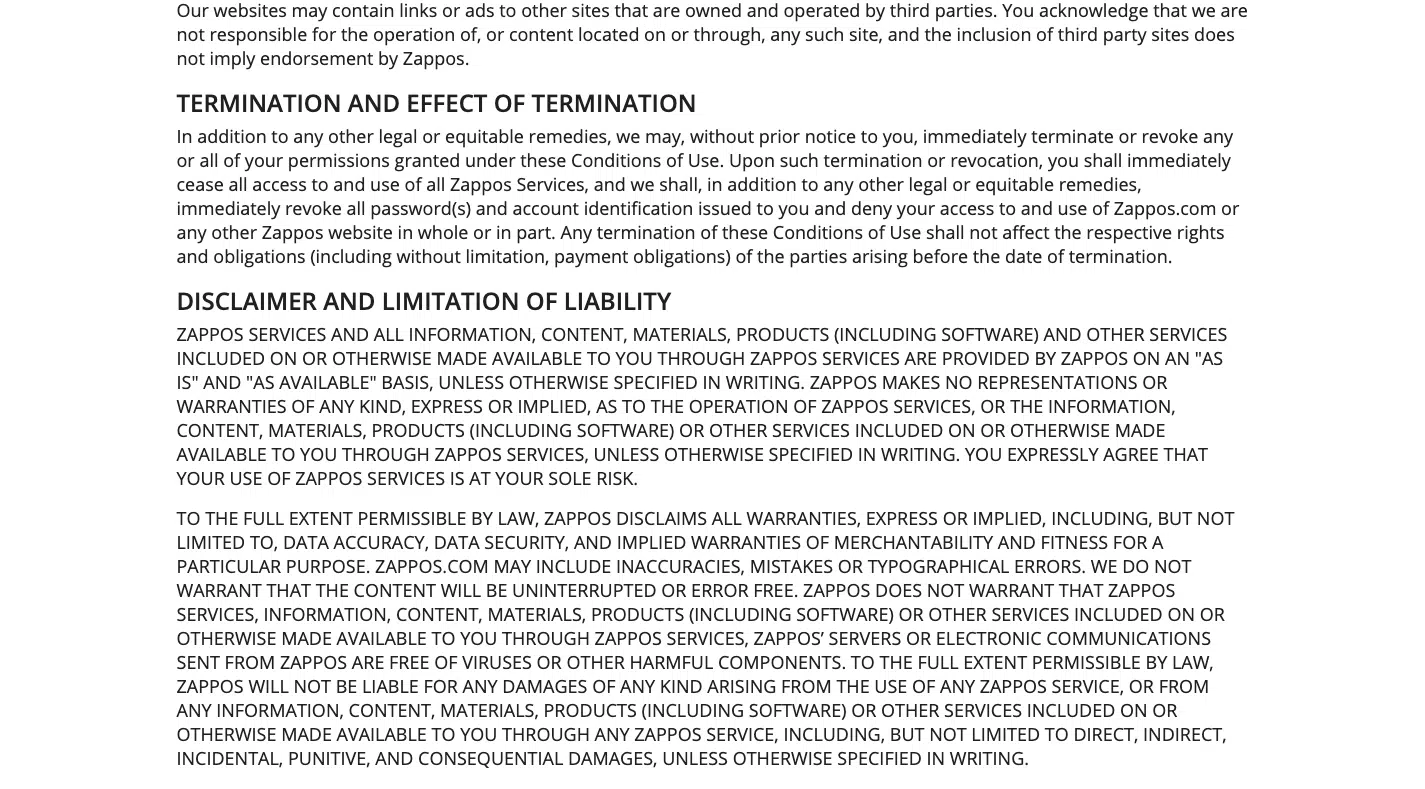 Our websites may contain links or ads to other sites that are owned and operated by third parties. You acknowledge that we are
not responsible for the operation of, or content located on or through, any such site, and the inclusion of third party sites does
not imply endorsement by Zappos.
TERMINATION AND EFFECT OF TERMINATION
In addition to any other legal or equitable remedies, we may, without prior notice to you, immediately terminate or revoke any
or all of your permissions granted under these Conditions of Use. Upon such termination or revocation, you shall immediately
cease all access to and use of all Zappos Services, and we shall, in addition to any other legal or equitable remedies,
immediately revoke all password(s) and account identification issued to you and deny your access to and use of Zappos.com or
any other Zappos website in whole or in part. Any termination of these Conditions of Use shall not affect the respective rights
and obligations (including without limitation, payment obligations) of the parties arising before the date of termination.
DISCLAIMER AND LIMITATION OF LIABILITY
ZAPPOS SERVICES AND ALL INFORMATION, CONTENT, MATERIALS, PRODUCTS (INCLUDING SOFTWARE) AND OTHER SERVICES
INCLUDED ON OR OTHERWISE MADE AVAILABLE TO YOU THROUGH ZAPPOS SERVICES ARE PROVIDED BY ZAPPOS ON AN "AS
IS" AND "AS AVAILABLE" BASIS, UNLESS OTHERWISE SPECIFIED IN WRITING. ZAPPOS MAKES NO REPRESENTATIONS OR
WARRANTIES OF ANY KIND, EXPRESS OR IMPLIED, AS TO THE OPERATION OF ZAPPOS SERVICES, OR THE INFORMATION,
CONTENT, MATERIALS, PRODUCTS (INCLUDING SOFTWARE) OR OTHER SERVICES INCLUDED ON OR OTHERWISE MADE
AVAILABLE TO YOU THROUGH ZAPPOS SERVICES, UNLESS OTHERWISE SPECIFIED IN WRITING. YOU EXPRESSLY AGREE THAT
YOUR USE OF ZAPPOS SERVICES IS AT YOUR SOLE RISK.
TO THE FULL EXTENT PERMISSIBLE BY LAW, ZAPPOS DISCLAIMS ALL WARRANTIES, EXPRESS OR IMPLIED, INCLUDING, BUT NOT
LIMITED TO, DATA ACCURACY, DATA SECURITY, AND IMPLIED WARRANTIES OF MERCHANTABILITY AND FITNESS FOR A
PARTICULAR PURPOSE. ZAPPOS.COM MAY INCLUDE INACCURACIES, MISTAKES OR TYPOGRAPHICAL ERRORS. WE DO NOT
WARRANT THAT THE CONTENT WILL BE UNINTERRUPTED OR ERROR FREE. ZAPPOS DOES NOT WARRANT THAT ZAPPOS
SERVICES, INFORMATION, CONTENT, MATERIALS, PRODUCTS (INCLUDING SOFTWARE) OR OTHER SERVICES INCLUDED ON OR
OTHERWISE MADE AVAILABLE TO YOU THROUGH ZAPPOS SERVICES, ZAPPOS’ SERVERS OR ELECTRONIC COMMUNICATIONS
SENT FROM ZAPPOS ARE FREE OF VIRUSES OR OTHER HARMFUL COMPONENTS. TO THE FULL EXTENT PERMISSIBLE BY LAW,
ZAPPOS WILL NOT BE LIABLE FOR ANY DAMAGES OF ANY KIND ARISING FROM THE USE OF ANY ZAPPOS SERVICE, OR FROM
ANY INFORMATION, CONTENT, MATERIALS, PRODUCTS (INCLUDING SOFTWARE) OR OTHER SERVICES INCLUDED ON OR
OTHERWISE MADE AVAILABLE TO YOU THROUGH ANY ZAPPOS SERVICE, INCLUDING, BUT NOT LIMITED TO DIRECT, INDIRECT,
INCIDENTAL, PUNITIVE, AND CONSEQUENTIAL DAMAGES, UNLESS OTHERWISE SPECIFIED IN WRITING.